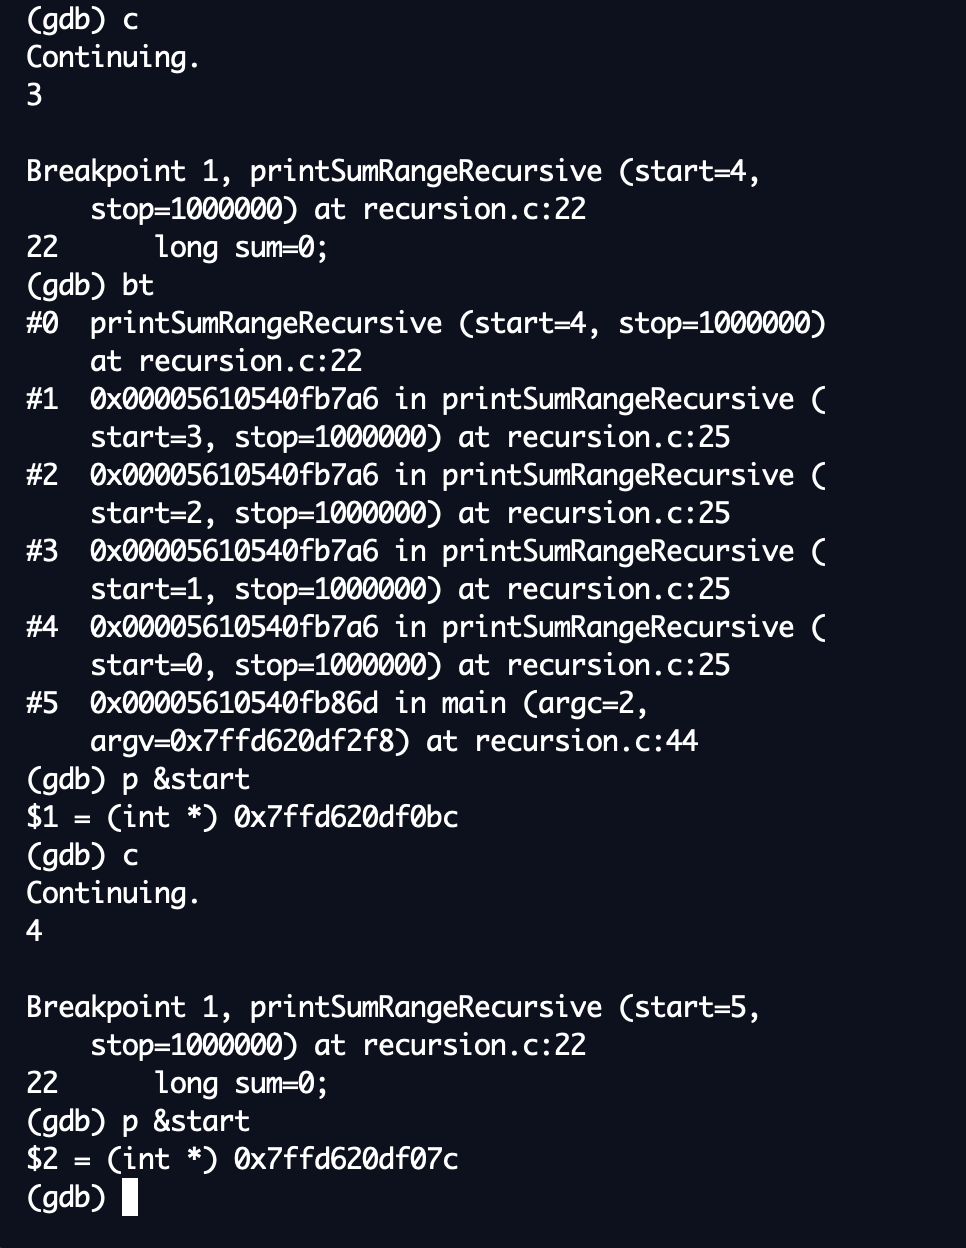 (gdb) c
Continuing.
3
Breakpoint 1, printSumRangeRecursive (start=4,
    stop=1000000) at recursion.c:22
22      long sum=0;
(gdb) bt
#0  printSumRangeRecursive (start=4, stop=1000000)
    at recursion.c:22
#1  0x00005610540fb7a6 in printSumRangeRecursive (
    start=3, stop=1000000) at recursion.c:25
#2  0x00005610540fb7a6 in printSumRangeRecursive (
    start=2, stop=1000000) at recursion.c:25
#3  0x00005610540fb7a6 in printSumRangeRecursive (
    start=1, stop=1000000) at recursion.c:25
#4  0x00005610540fb7a6 in printSumRangeRecursive (
    start=0, stop=1000000) at recursion.c:25
#5  0x00005610540fb86d in main (argc=2,
    argv=0x7ffd620df2f8) at recursion.c:44
(gdb) p &start
$1 = (int *) 0x7ffd620df0bc
(gdb) c
Continuing.
4
Breakpoint 1, printSumRangeRecursive (start=5,
    stop=1000000) at recursion.c:22
22      long sum=0;
(gdb) p &start
$2 = (int *) 0x7ffd620df07c
(gdb)